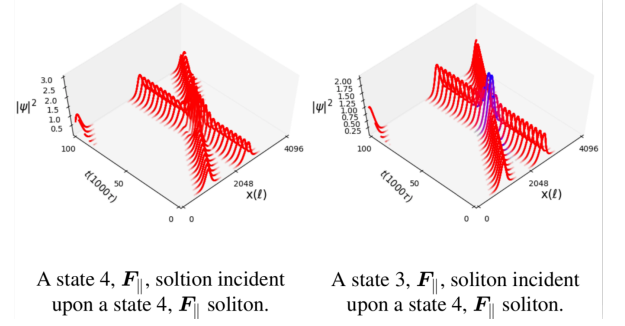 3.0
2.5
2.0
1.5
1.0
0.5
|ψ|²
100
50
0
t(1000τ)
0
2048
4096
x(ℓ)
2.00
1.75
1.50
1.25
1.00
0.75
0.50
0.25
|ψ|²
100
50
0
t(1000τ)
0
2048
4096
x(ℓ)
A state 4, F∥, soltion incident
upon a state 4, F∥ soliton.
A state 3, F∥, soliton incident
upon a state 4, F∥ soliton.